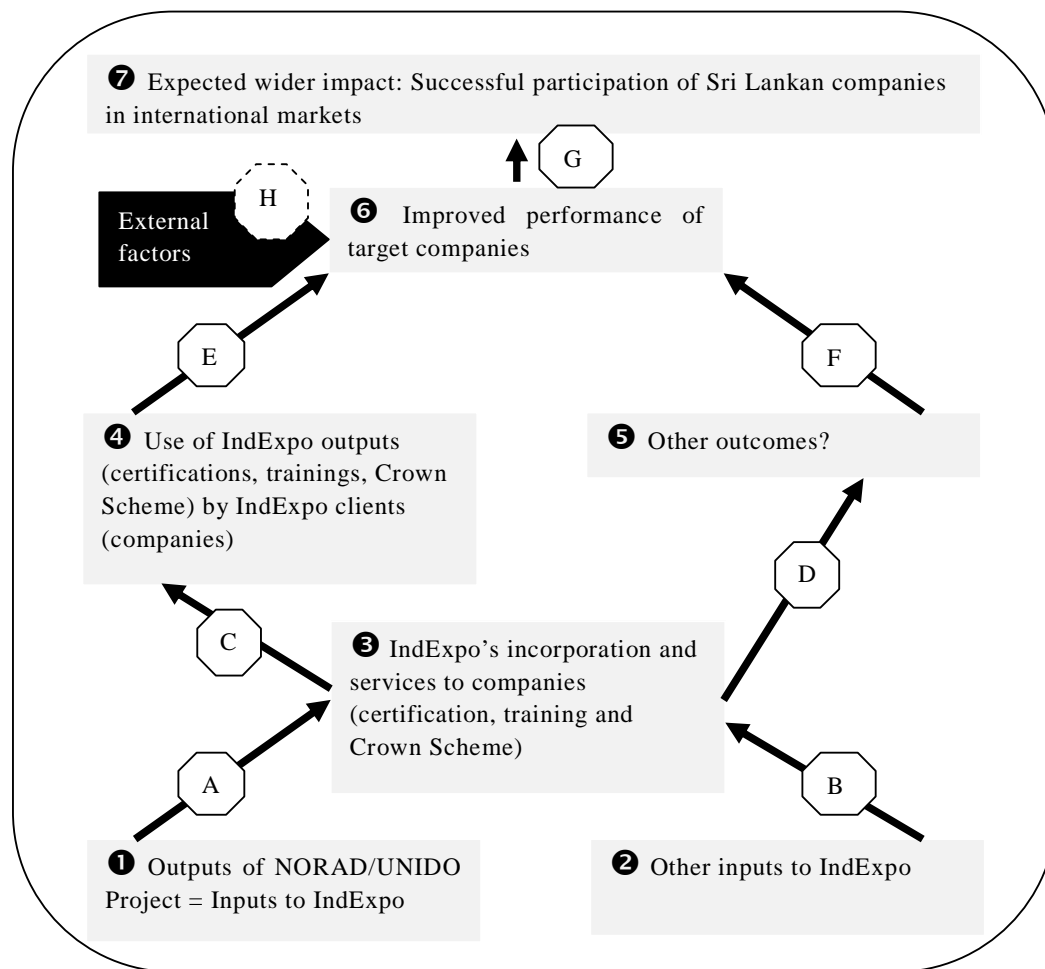 ❼ Expected wider impact: Successful participation of Sri Lankan companies
in international markets
G
H
External
factors
❻ Improved performance of
target companies
E
F
❹ Use of IndExpo outputs
(certifications, trainings, Crown
Scheme) by IndExpo clients
(companies)
❺ Other outcomes?
D
C
❸ IndExpo’s incorporation and
services to companies
(certification, training and
Crown Scheme)
A
B
❶ Outputs of NORAD/UNIDO
Project = Inputs to IndExpo
❷ Other inputs to IndExpo